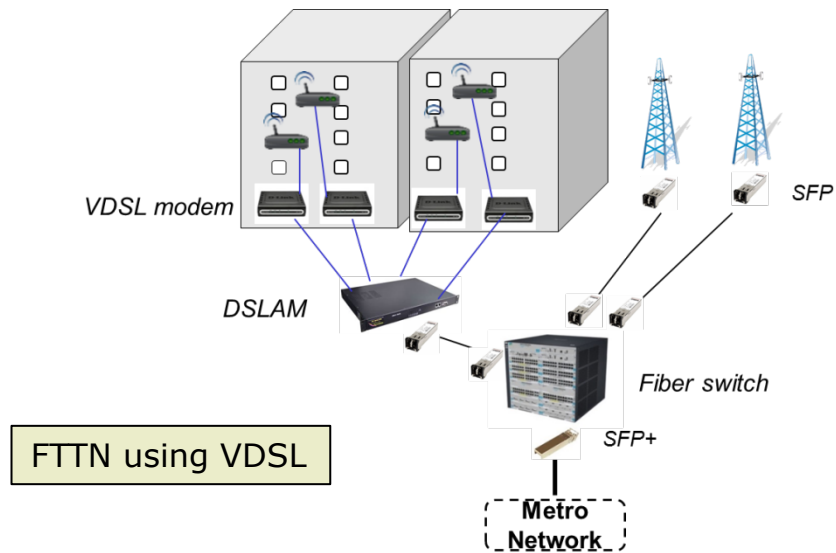 VDSL modem
SFP
DSLAM
Fiber switch
SFP+
FTTN using VDSL
Metro
Network